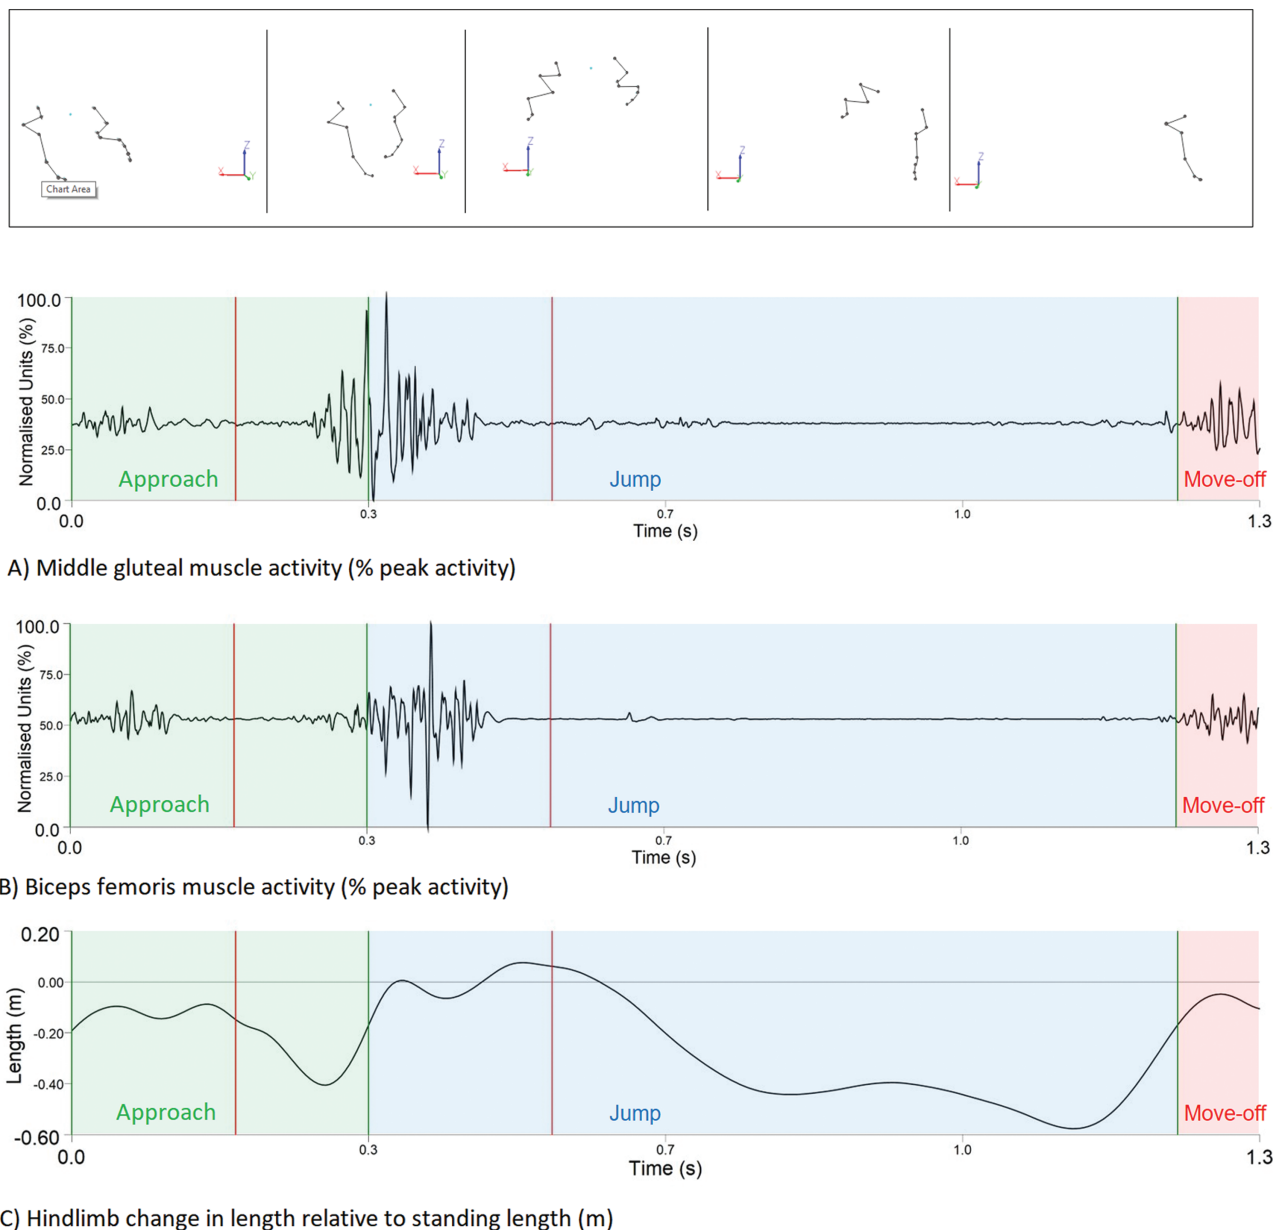 Z
X
Y
Z
X
Y
Z
X
Y
Z
X
Y
Z
X
Y
Chart Area
100.0
75.0
50.0
25.0
0.0
Normalised Units (%)
Approach
Jump
Move-off
0.0
0.3
0.7
1.0
1.3
Time (s)
A) Middle gluteal muscle activity (% peak activity)
100.0
75.0
50.0
25.0
0.0
Normalised Units (%)
Approach
Jump
Move-off
0.0
0.3
0.7
1.0
1.3
Time (s)
B) Biceps femoris muscle activity (% peak activity)
0.20
0.00
-0.20
-0.40
-0.60
Length (m)
Approach
Jump
Move-off
0.0
0.3
0.7
1.0
1.3
Time (s)
C) Hindlimb change in length relative to standing length (m)